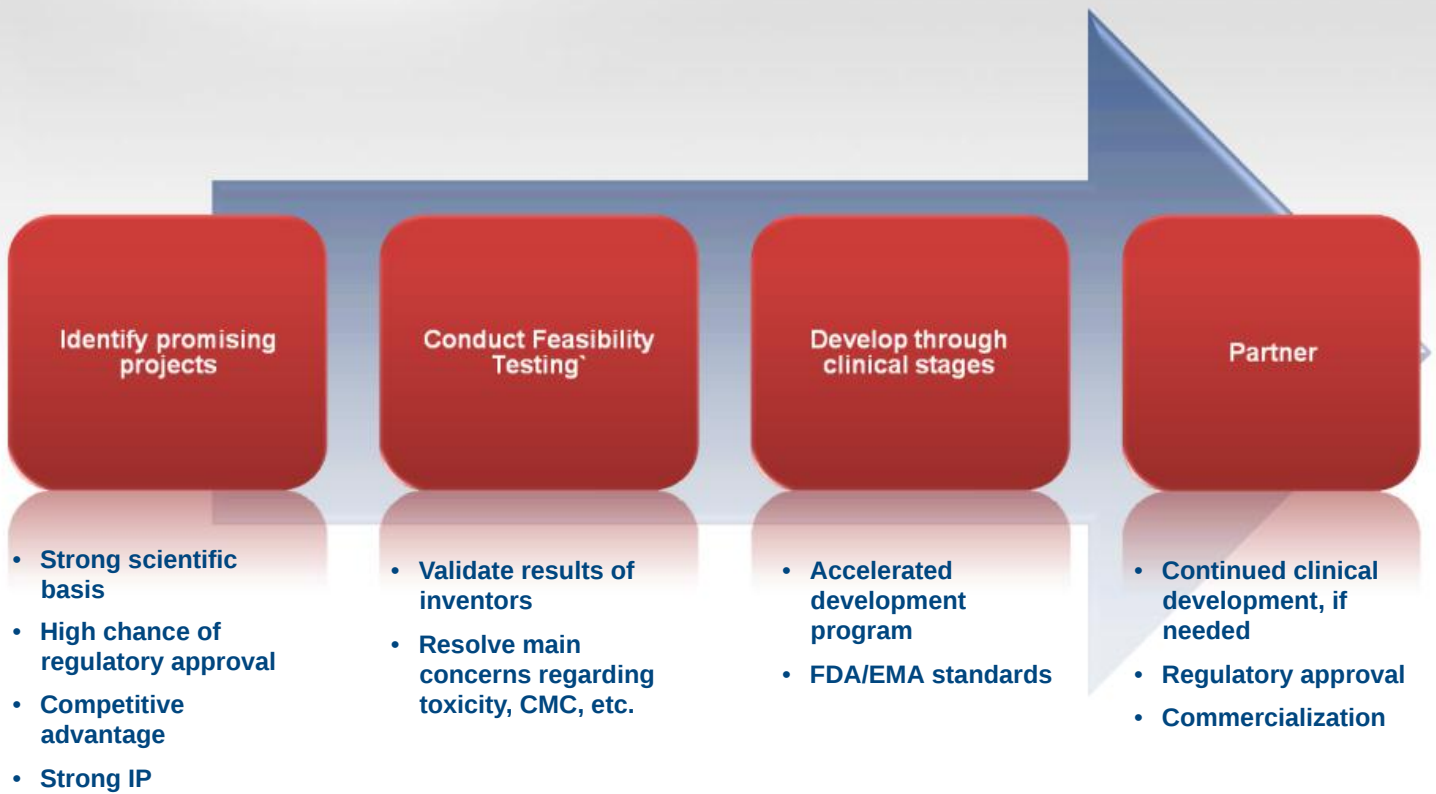 Identify promising
projects
Conduct Feasibility
Testing`
Develop through
clinical stages
Partner
• Strong scientific
basis
• High chance of
regulatory approval
• Competitive
advantage
• Strong IP
• Validate results of
inventors
• Resolve main
concerns regarding
toxicity, CMC, etc.
• Accelerated
development
program
• FDA/EMA standards
• Continued clinical
development, if
needed
• Regulatory approval
• Commercialization